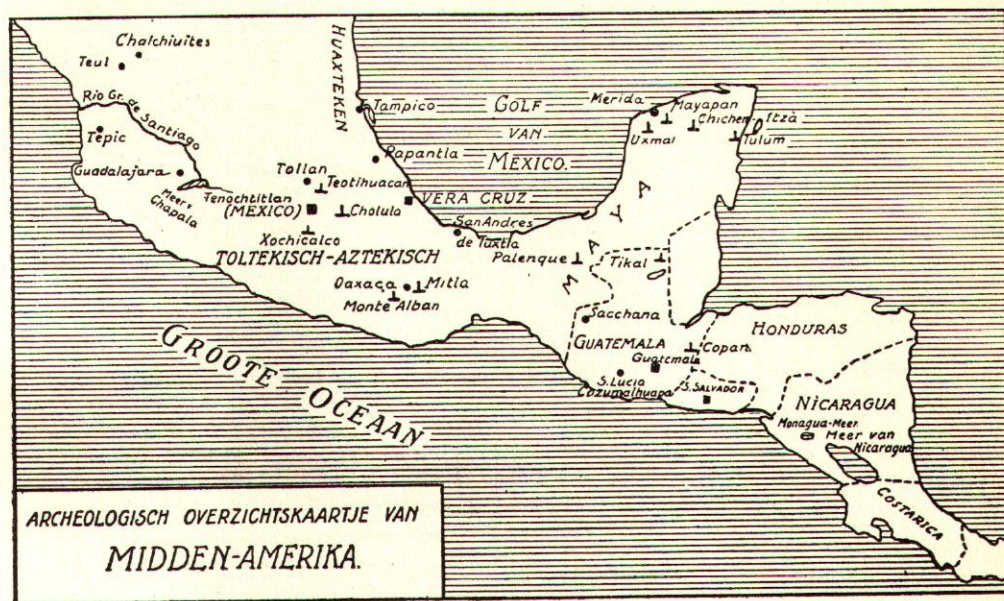 Chalchiuites
Teul
Rio Gr. de Santiago
Tepic
Guadalajara
Meer v. Chapala
HUAXTEKEN
Tampico
GOLF
VAN
MEXICO.
Papantla
Tollan
Teotihuacan
Tenochtitlan
(MEXICO)
Cholula
VERA CRUZ
Xochicalco
TOLTEKISCH-AZTEKISCH
San Andres
de Tuxtla
Oaxaca
Mitla
Monte Alban
Merida
Mayapan
Chichen-Itzà
Uxmal
Tulum
MAYA
Palenque
Tikal
Sacchana
GUATEMALA
Guatemala
S. Lucia
Cozumalhuapa
Copan
HONDURAS
S. SALVADOR
NICARAGUA
Monagua-Meer
Meer van
Nicaragua
COSTARICA
GROOTE OCEAAN
ARCHEOLOGISCH OVERZICHTSKAARTJE VAN
MIDDEN-AMERIKA.